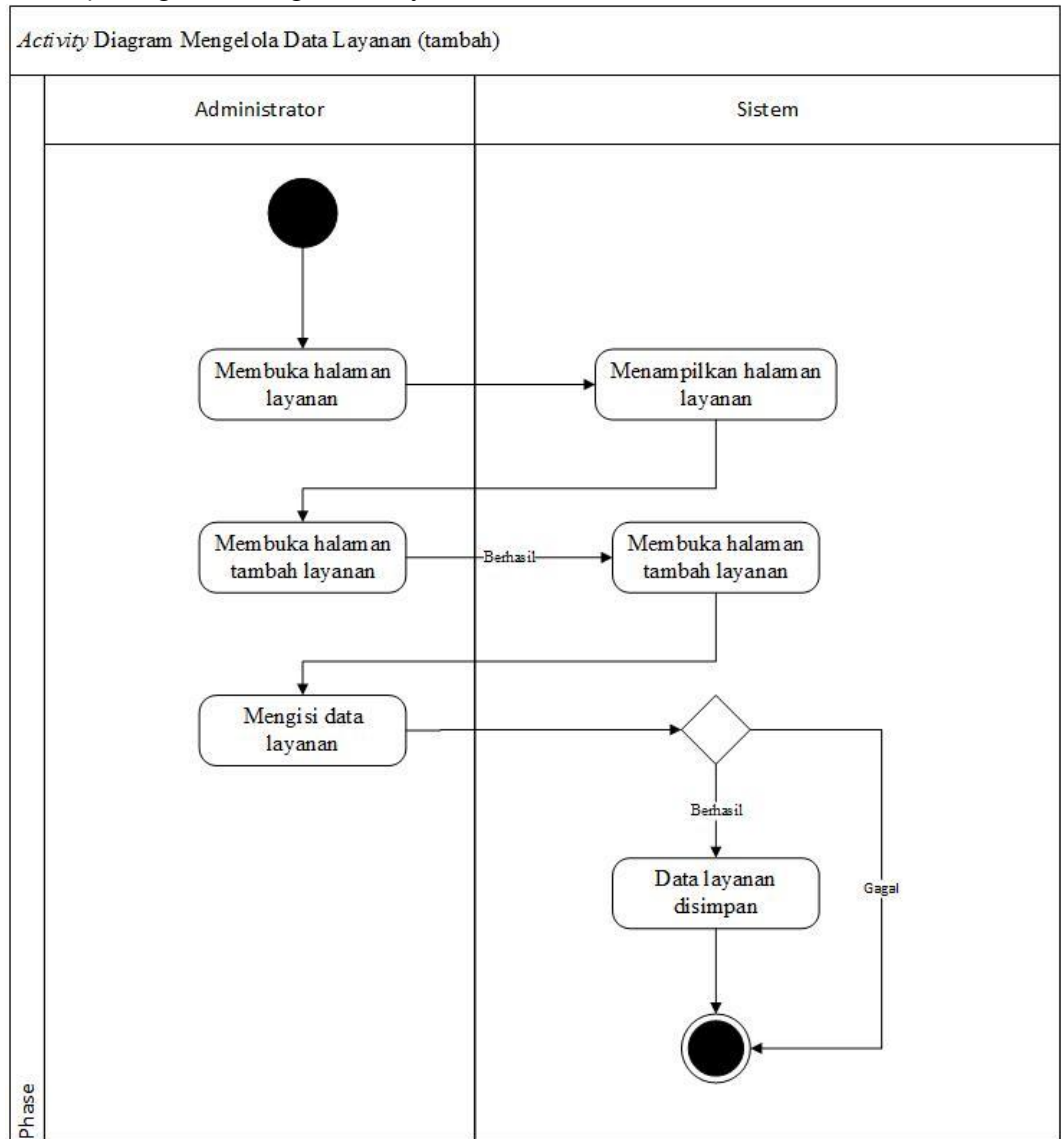 Activity Diagram Mengelola Data Layanan (tambah)
Administrator
Sistem
Membuka halaman
layanan
Menampilkan halaman
layanan
Membuka halaman
tambah layanan
Berhasil
Membuka halaman
tambah layanan
Mengisi data
layanan
Berhasil
Data layanan
disimpan
Gagal
Phase